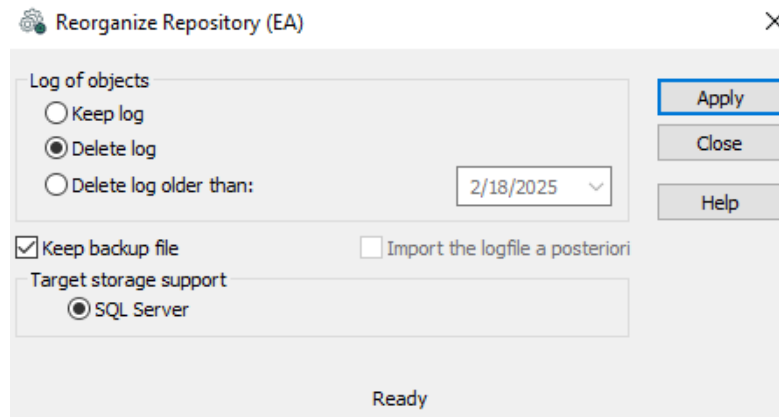 Reorganize Repository (EA)
Log of objects
Keep log
Delete log
Delete log older than:
2/18/2025
Apply
Close
Help
Keep backup file
Import the logfile a posteriori
Target storage support
SQL Server
Ready